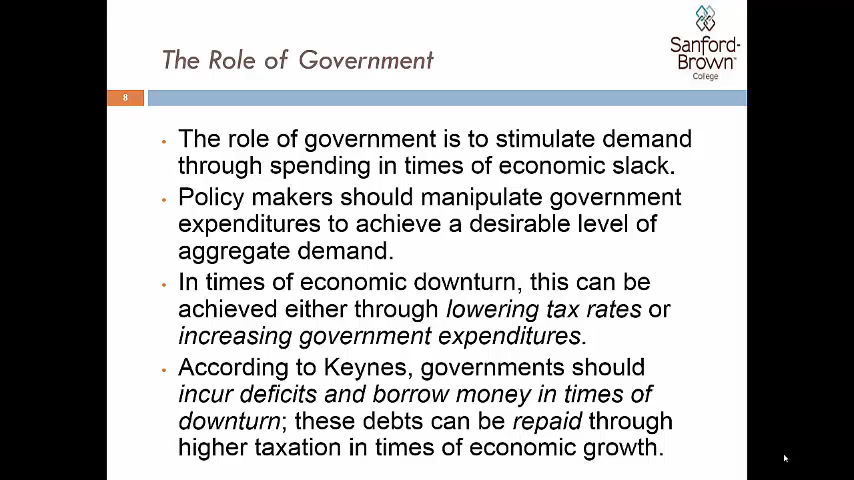 The Role of Government
Sanford-
Brown
College
8
The role of government is to stimulate demand
through spending in times of economic slack.
Policy makers should manipulate government
expenditures to achieve a desirable level of
aggregate demand.
In times of economic downturn, this can be
achieved either through lowering tax rates or
increasing government expenditures.
According to Keynes, governments should
incur deficits and borrow money in times of
downturn; these debts can be repaid through
higher taxation in times of economic growth.